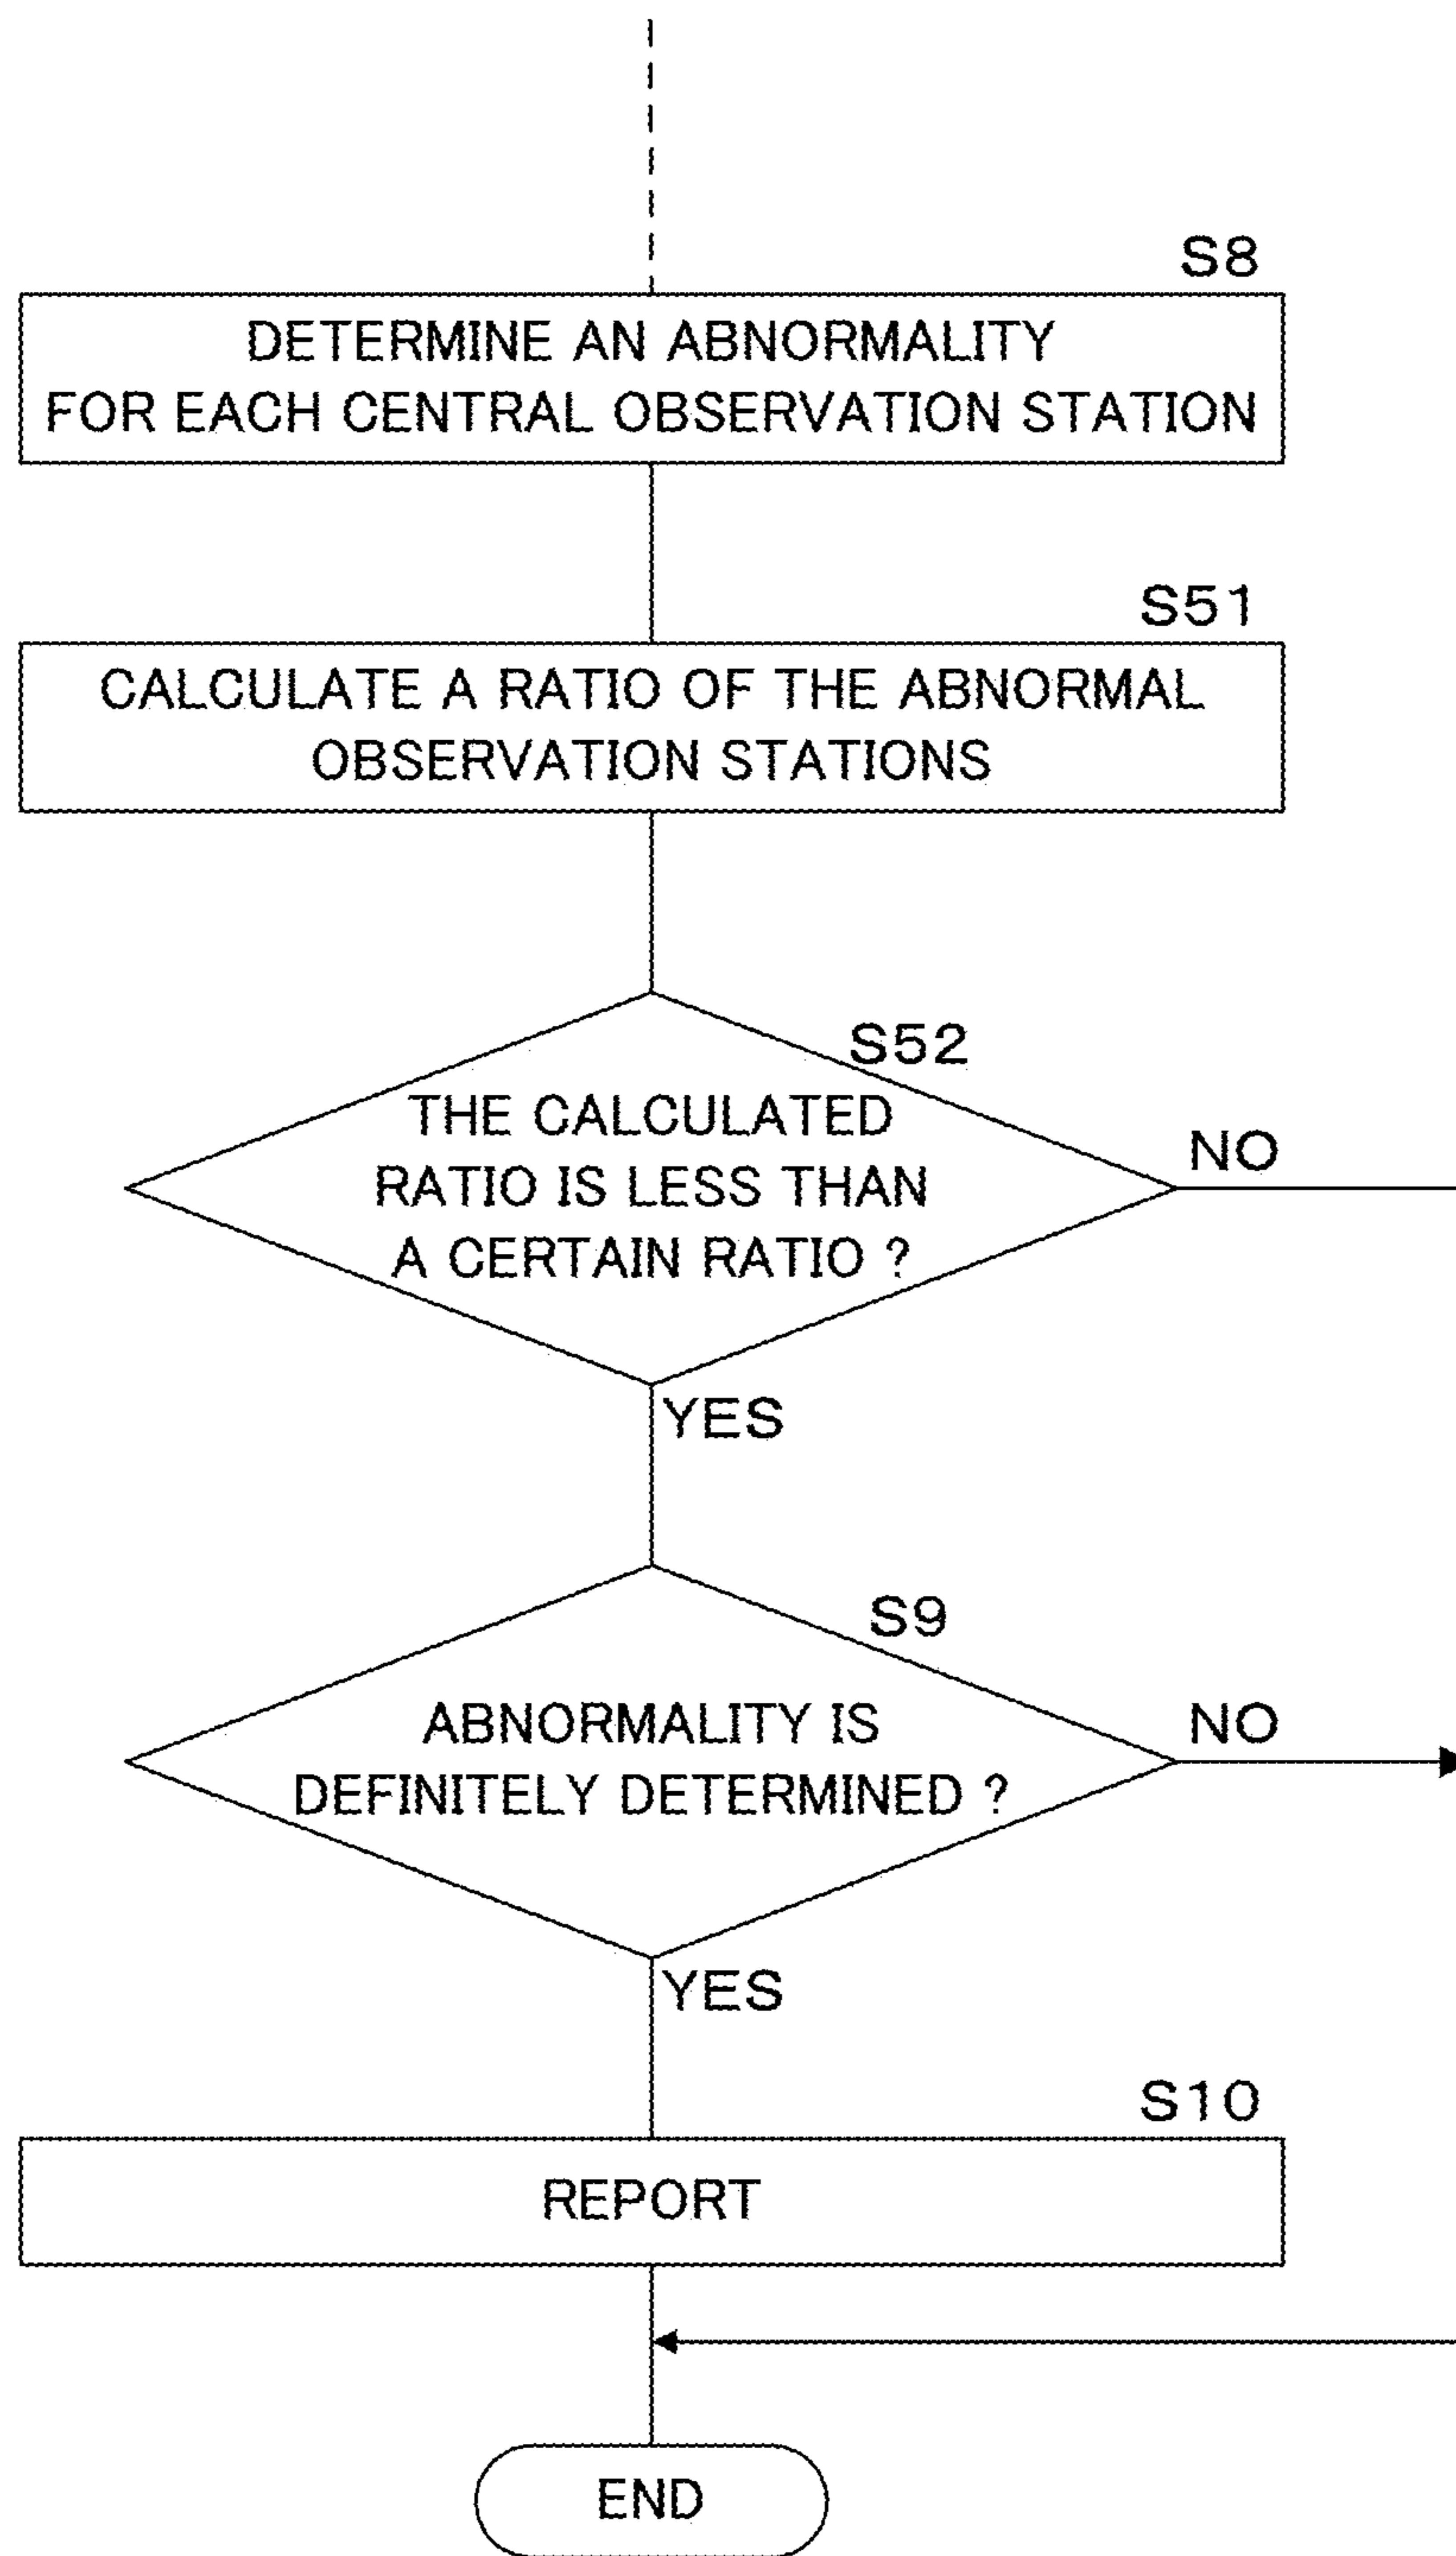 S8
DETERMINE AN ABNORMALITY
FOR EACH CENTRAL OBSERVATION STATION
S51
CALCULATE A RATIO OF THE ABNORMAL
OBSERVATION STATIONS
S52
THE CALCULATED
RATIO IS LESS THAN
A CERTAIN RATIO ?
NO
YES
S9
ABNORMALITY IS
DEFINITELY DETERMINED ?
NO
YES
S10
REPORT
END